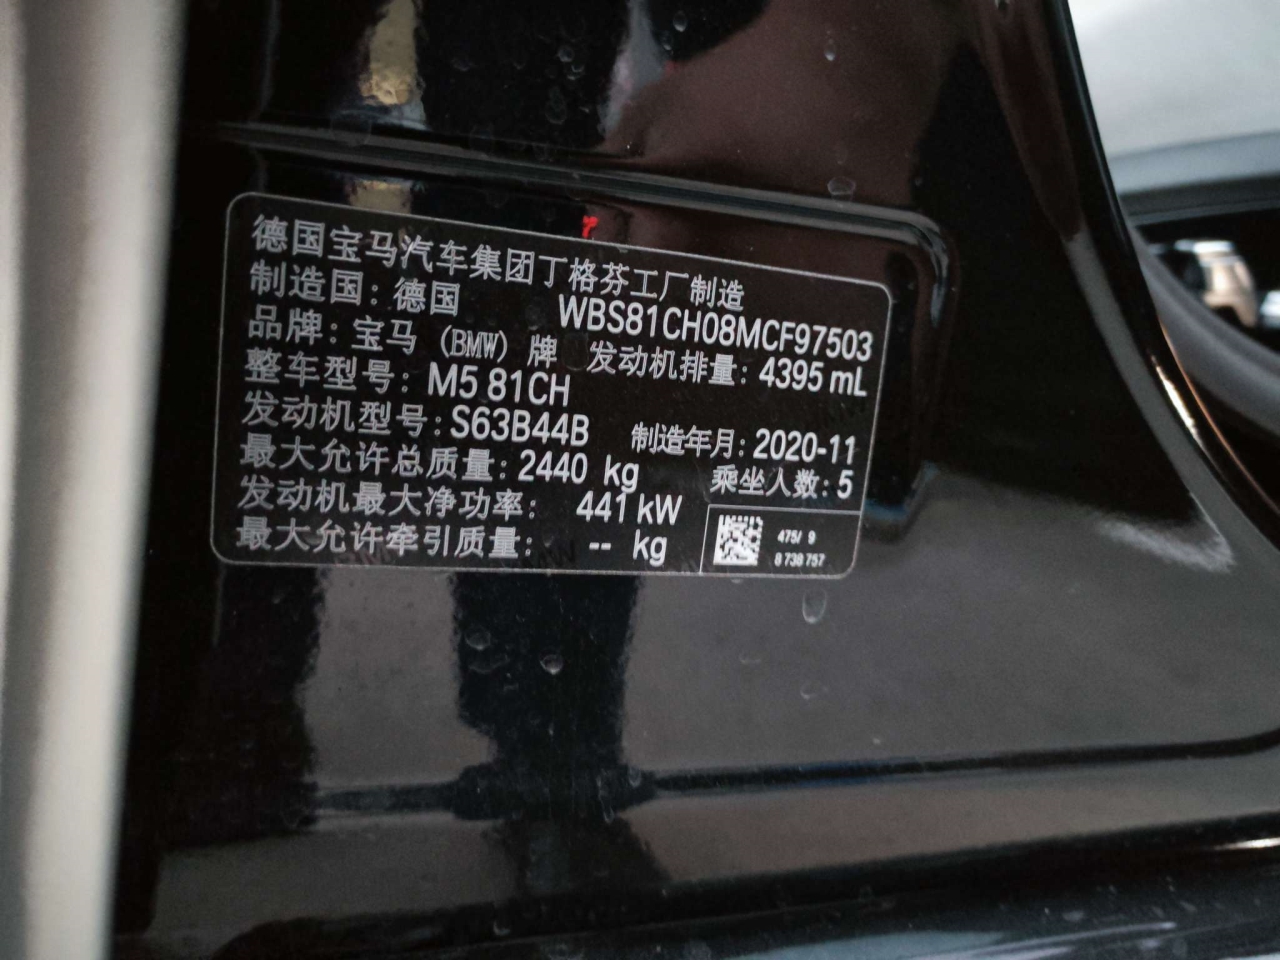 德国宝马汽车集团丁格芬工厂制造
制造国：德国 WBS81CH08MCF97503
品牌：宝马（BMW）牌 发动机排量：4395 mL
整车型号：M5 81CH
发动机型号：S63B44B 制造年月：2020-11
最大允许总质量：2440 kg 乘坐人数：5
发动机最大净功率： 441 kW
最大允许牵引质量： -- kg
475/ 9
8 738 757